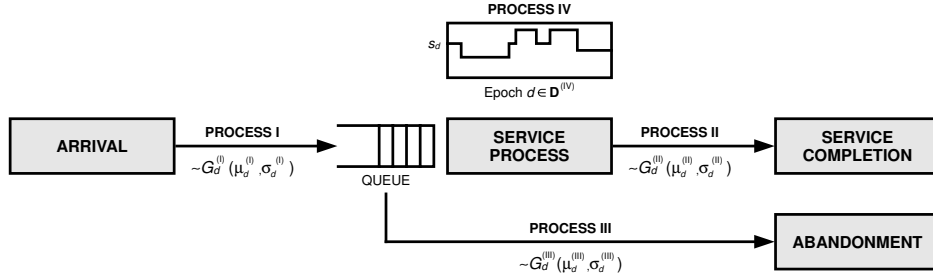 PROCESS IV
s_d
Epoch d ∈ D^(IV)
ARRIVAL
PROCESS I
~G_d^(I)(μ_d^(I),σ_d^(I))
QUEUE
SERVICE
PROCESS
PROCESS II
~G_d^(II)(μ_d^(II),σ_d^(II))
SERVICE
COMPLETION
PROCESS III
~G_d^(III)(μ_d^(III),σ_d^(III))
ABANDONMENT